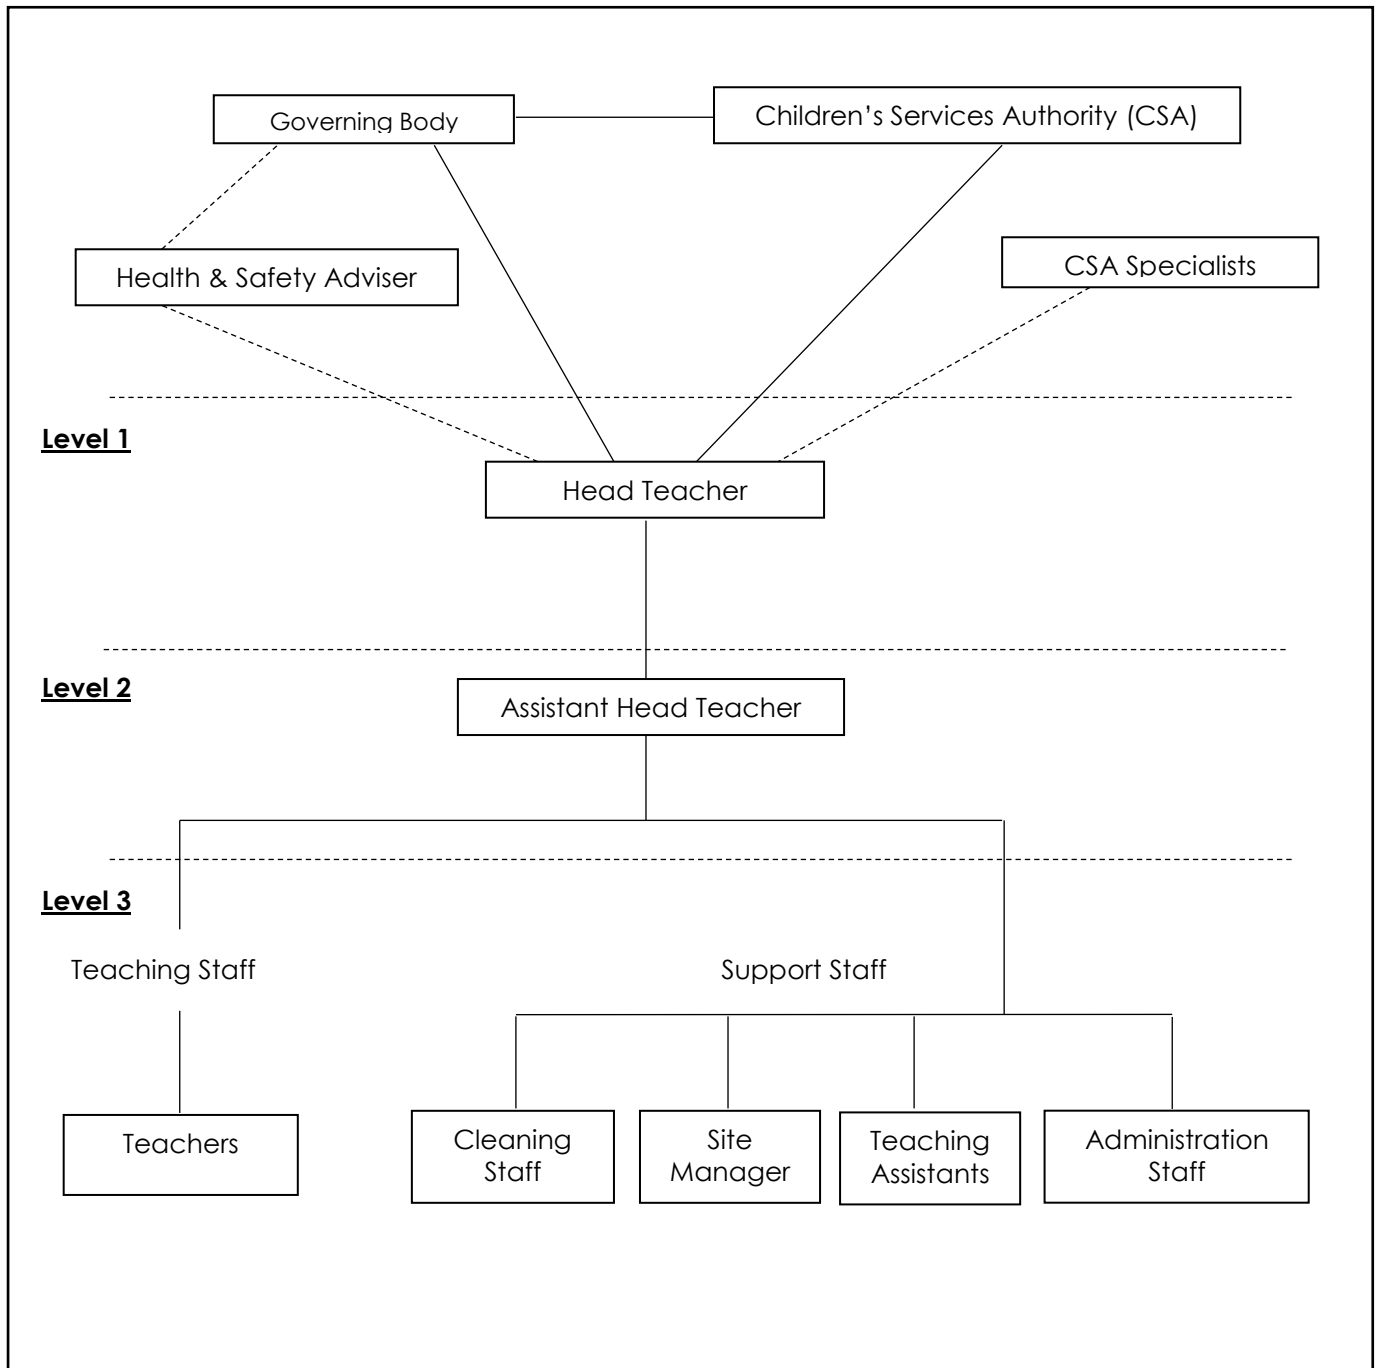 Governing Body
Children’s Services Authority (CSA)
Health & Safety Adviser
CSA Specialists
Level 1
Head Teacher
Level 2
Assistant Head Teacher
Level 3
Teaching Staff
Support Staff
Teachers
Cleaning
Staff
Site
Manager
Teaching
Assistants
Administration
Staff